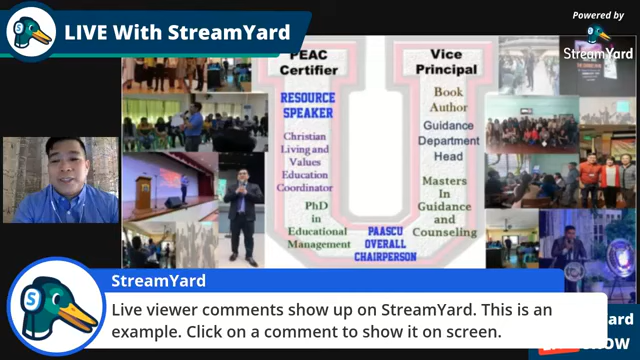 LIVE With StreamYard
Powered by
StreamYard
PEAC
Certifier
RESOURCE
SPEAKER
Christian
Living and
Values
Education
Coordinator
PhD
in
Educational
Management
PAASCU
OVERALL
CHAIRPERSON
Vice
Principal
Book
Author
Guidance
Department
Head
Masters
In
Guidance
and
Counseling
StreamYard
Live viewer comments show up on StreamYard. This is an
example. Click on a comment to show it on screen.